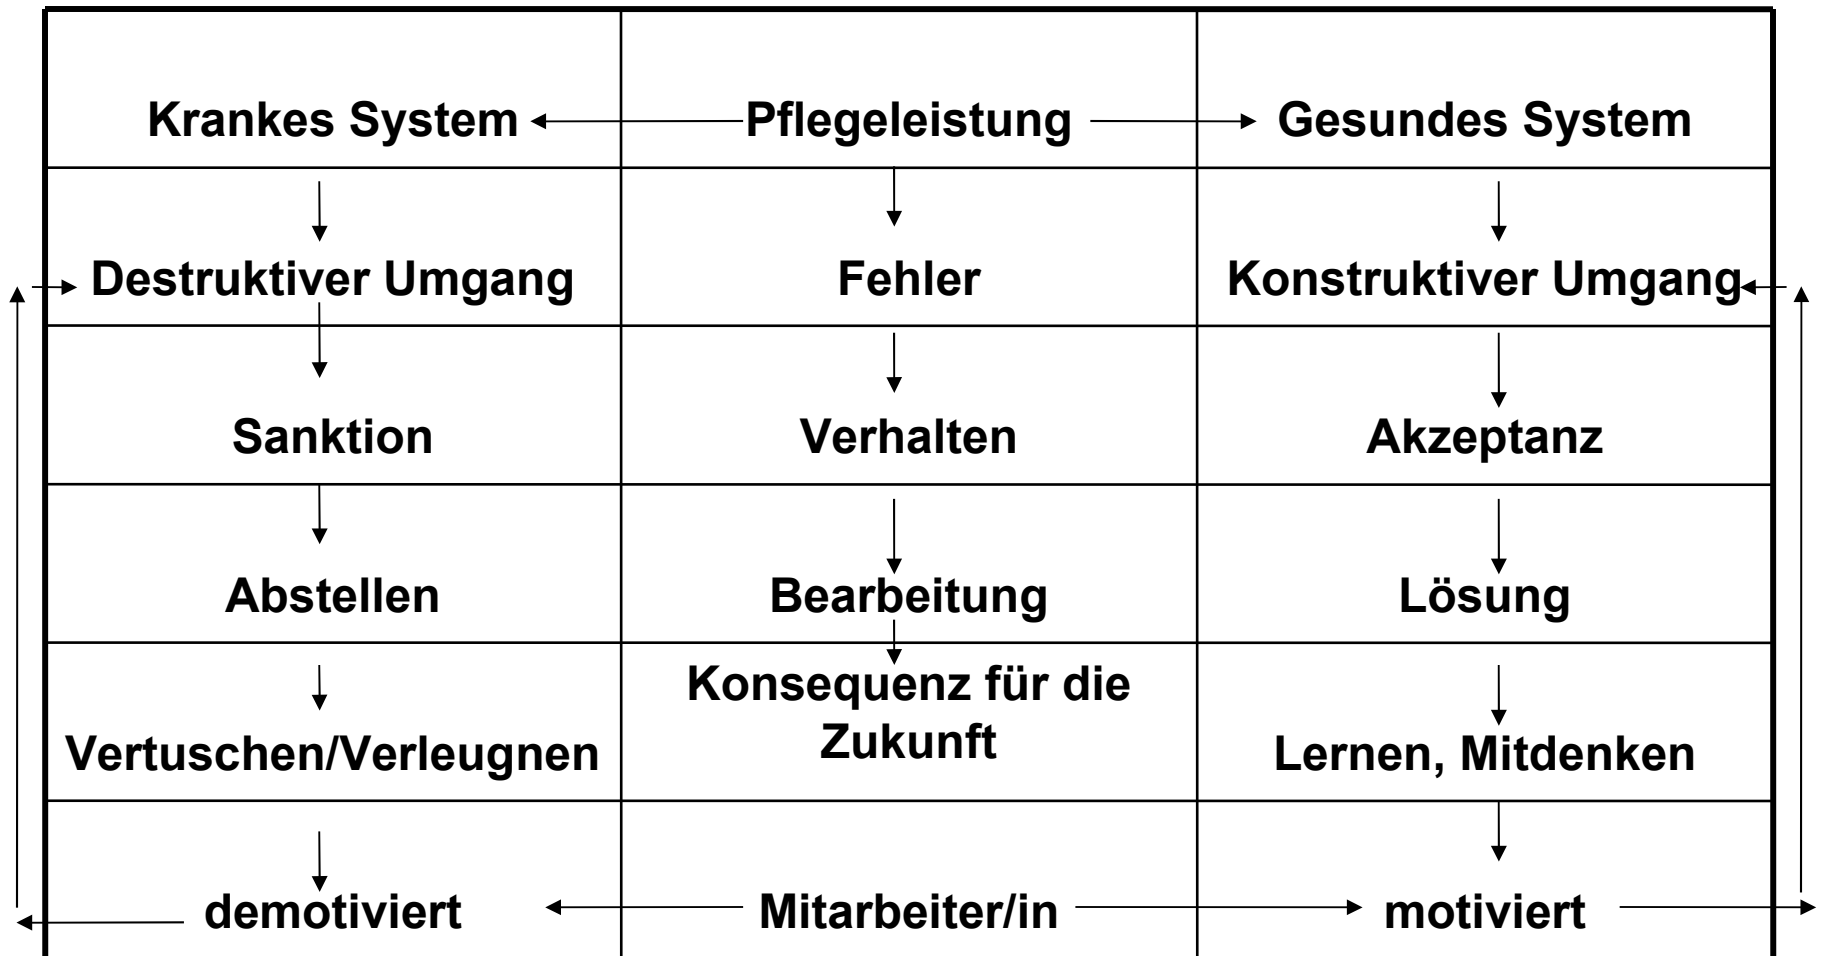 Krankes System
Pflegeleistung
Gesundes System
Destruktiver Umgang
Fehler
Konstruktiver Umgang
Sanktion
Verhalten
Akzeptanz
Abstellen
Bearbeitung
Lösung
Vertuschen/Verleugnen
Konsequenz für die
Zukunft
Lernen, Mitdenken
demotiviert
Mitarbeiter/in
motiviert